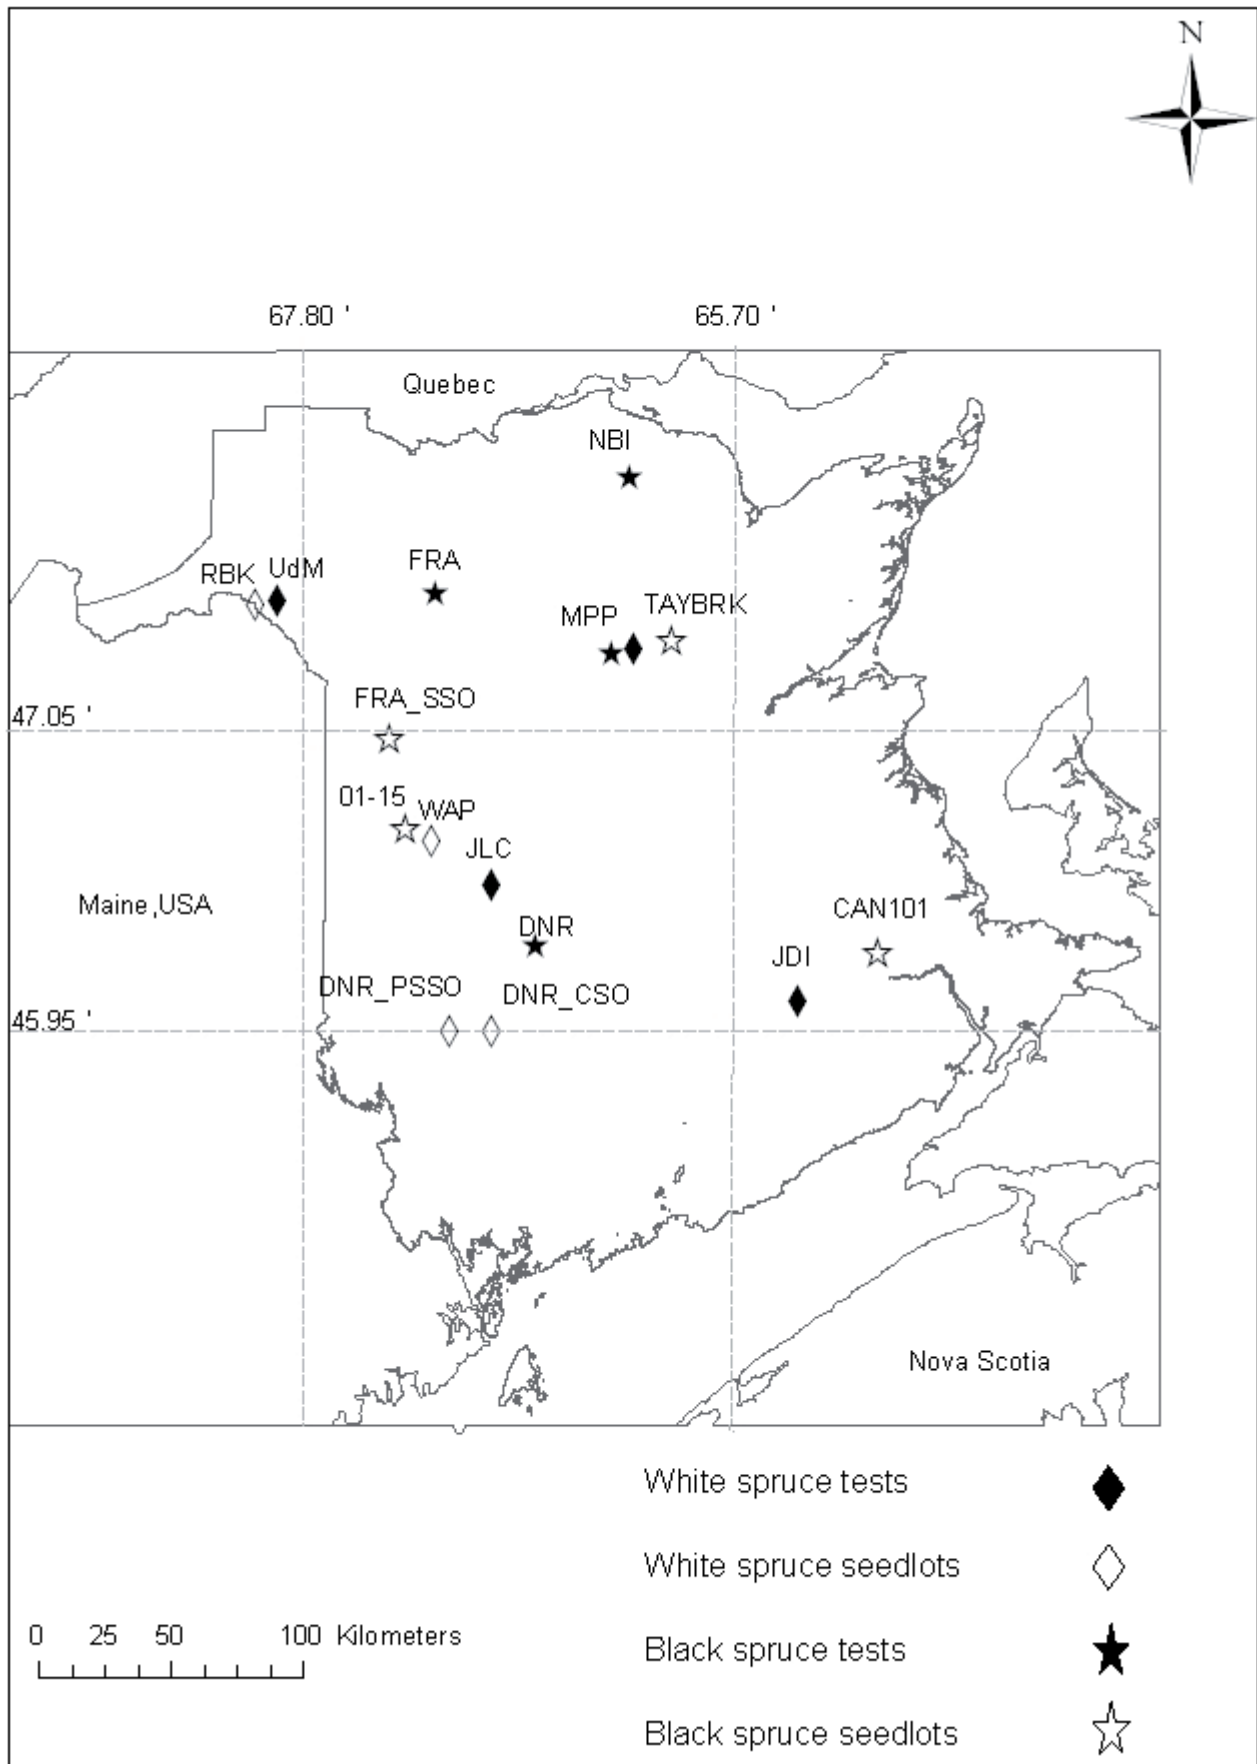 N
67.80 '
65.70 '
Quebec
NBI
FRA
RBK
UdM
MPP
TAYBRK
FRA_SSO
47.05 '
01-15
WAP
JLC
Maine,USA
CAN101
DNR
JDI
DNR_PSSO
DNR_CSO
45.95 '
Nova Scotia
White spruce tests
White spruce seedlots
0 25 50 100 Kilometers
Black spruce tests
Black spruce seedlots